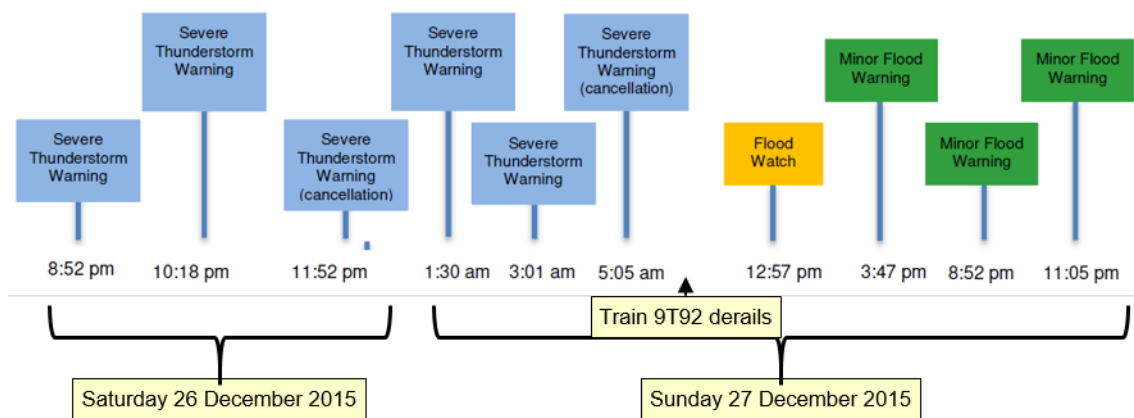 Severe
Thunderstorm
Warning
Severe
Thunderstorm
Warning
Severe
Thunderstorm
Warning
(cancellation)
Severe
Thunderstorm
Warning
Severe
Thunderstorm
Warning
Severe
Thunderstorm
Warning
(cancellation)
Flood
Watch
Minor Flood
Warning
Minor Flood
Warning
Minor Flood
Warning
8:52 pm
10:18 pm
11:52 pm
1:30 am
3:01 am
5:05 am
12:57 pm
3:47 pm
8:52 pm
11:05 pm
Train 9T92 derails
Saturday 26 December 2015
Sunday 27 December 2015